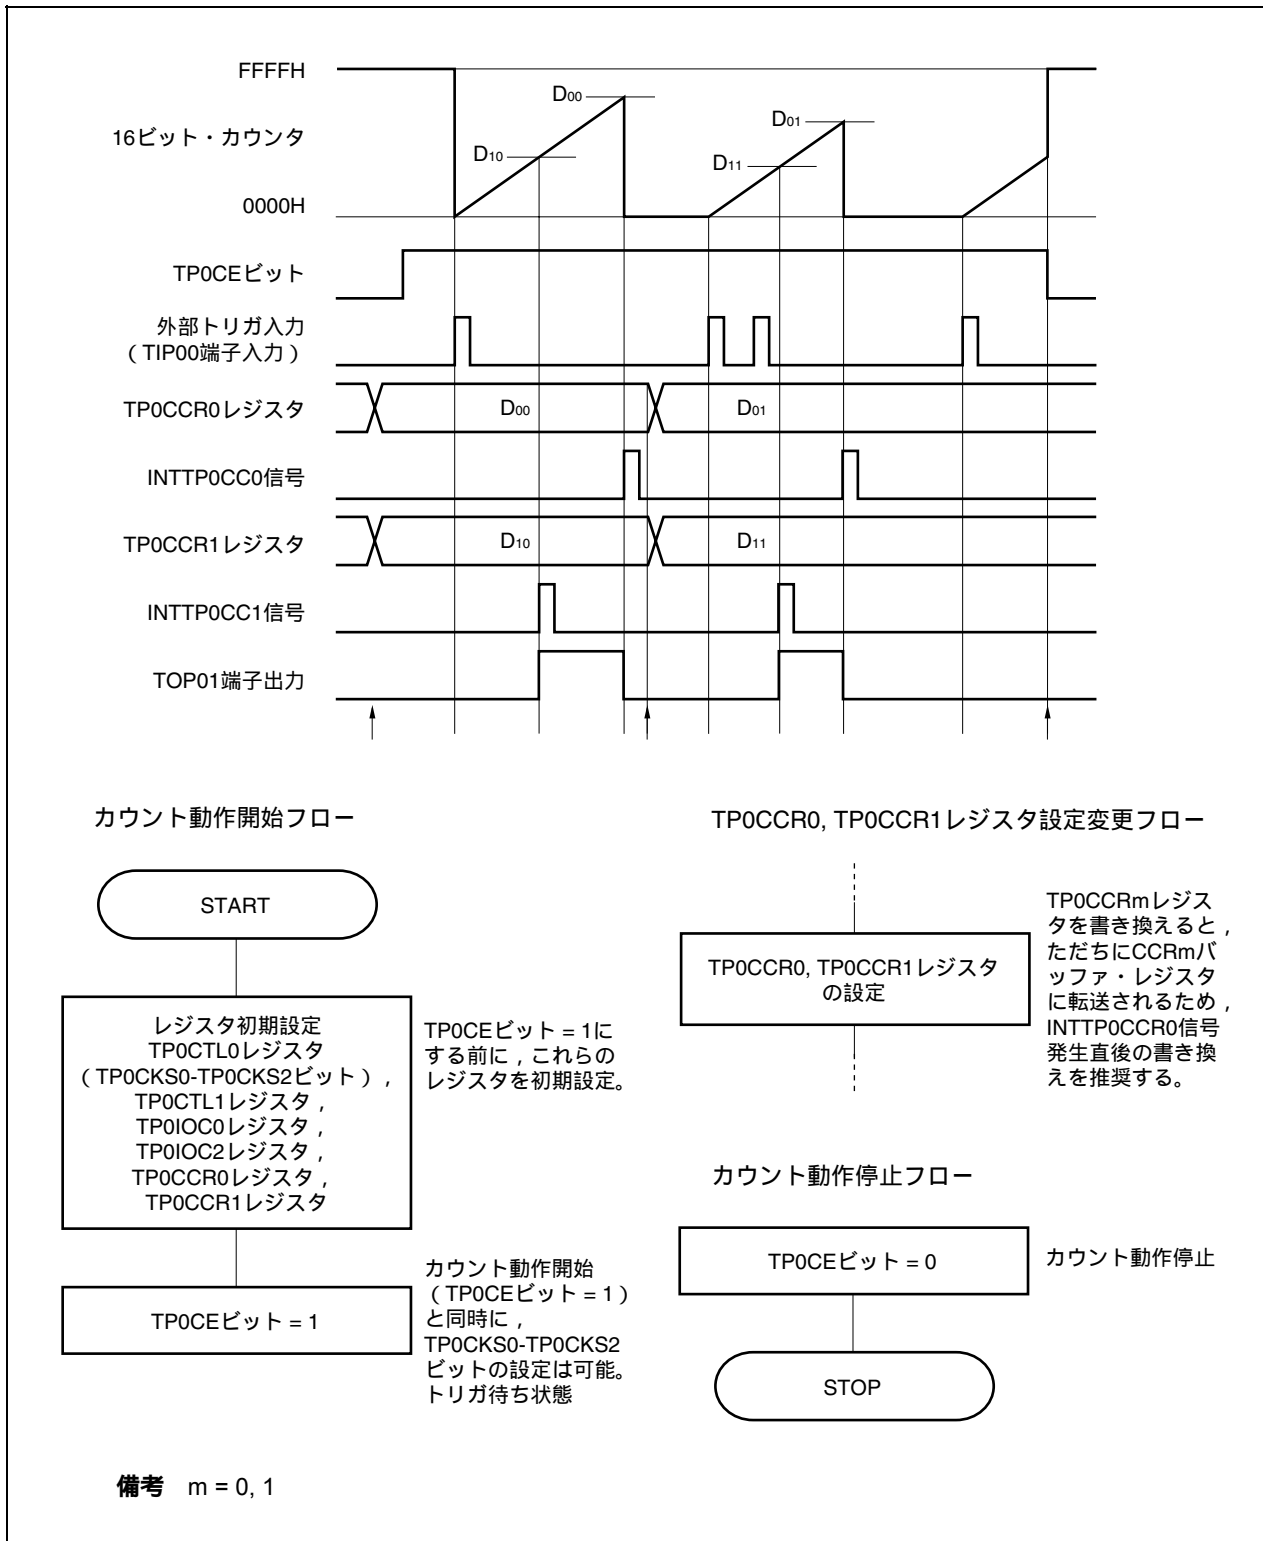 FFFFH
16ビット・カウンタ
0000H
D00
D10
D01
D11
TP0CEビット
外部トリガ入力
（TIP00端子入力）
TP0CCR0レジスタ
D00
D01
INTTP0CC0信号
TP0CCR1レジスタ
D10
D11
INTTP0CC1信号
TOP01端子出力
カウント動作開始フロー
START
レジスタ初期設定
TP0CTL0レジスタ
（TP0CKS0-TP0CKS2ビット），
TP0CTL1レジスタ，
TP0IOC0レジスタ，
TP0IOC2レジスタ，
TP0CCR0レジスタ，
TP0CCR1レジスタ
TP0CEビット = 1に
する前に，これらの
レジスタを初期設定。
TP0CEビット = 1
カウント動作開始
（TP0CEビット = 1）
と同時に，
TP0CKS0-TP0CKS2
ビットの設定は可能。
トリガ待ち状態
TP0CCR0, TP0CCR1レジスタ設定変更フロー
TP0CCR0, TP0CCR1レジスタ
の設定
TP0CCRmレジス
タを書き換えると，
ただちにCCRmバ
ッファ・レジスタ
に転送されるため，
INTTP0CCR0信号
発生直後の書き換
えを推奨する。
カウント動作停止フロー
TP0CEビット = 0
カウント動作停止
STOP
備考 m = 0, 1